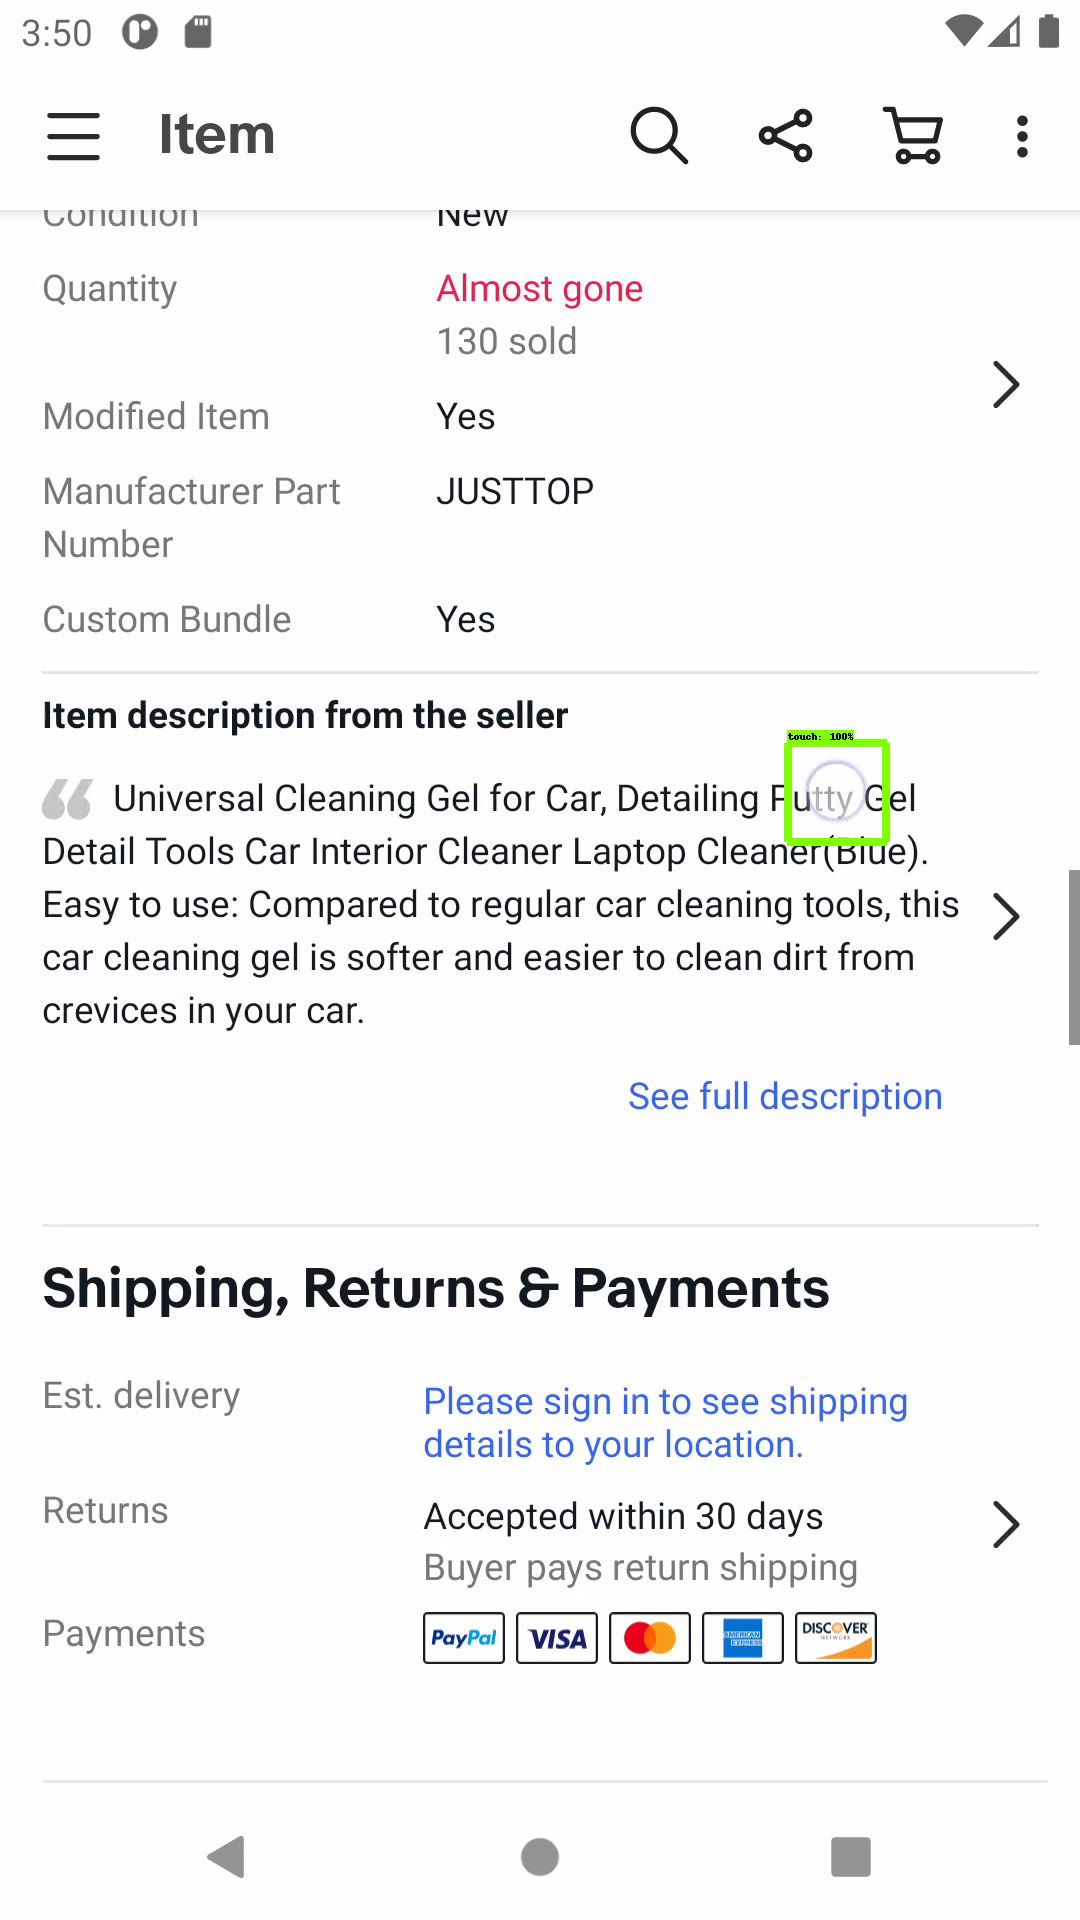 3:50
Item
Condition New
Quantity Almost gone
130 sold
Modified Item Yes
Manufacturer Part JUSTTOP
Number
Custom Bundle Yes
Item description from the seller
touch: 100%
Universal Cleaning Gel for Car, Detailing Putty Gel
Detail Tools Car Interior Cleaner Laptop Cleaner(Blue).
Easy to use: Compared to regular car cleaning tools, this
car cleaning gel is softer and easier to clean dirt from
crevices in your car.
See full description
Shipping, Returns & Payments
Est. delivery Please sign in to see shipping
details to your location.
Returns Accepted within 30 days
Buyer pays return shipping
Payments PayPal VISA AMERICAN EXPRESS DISCOVER NETWORK